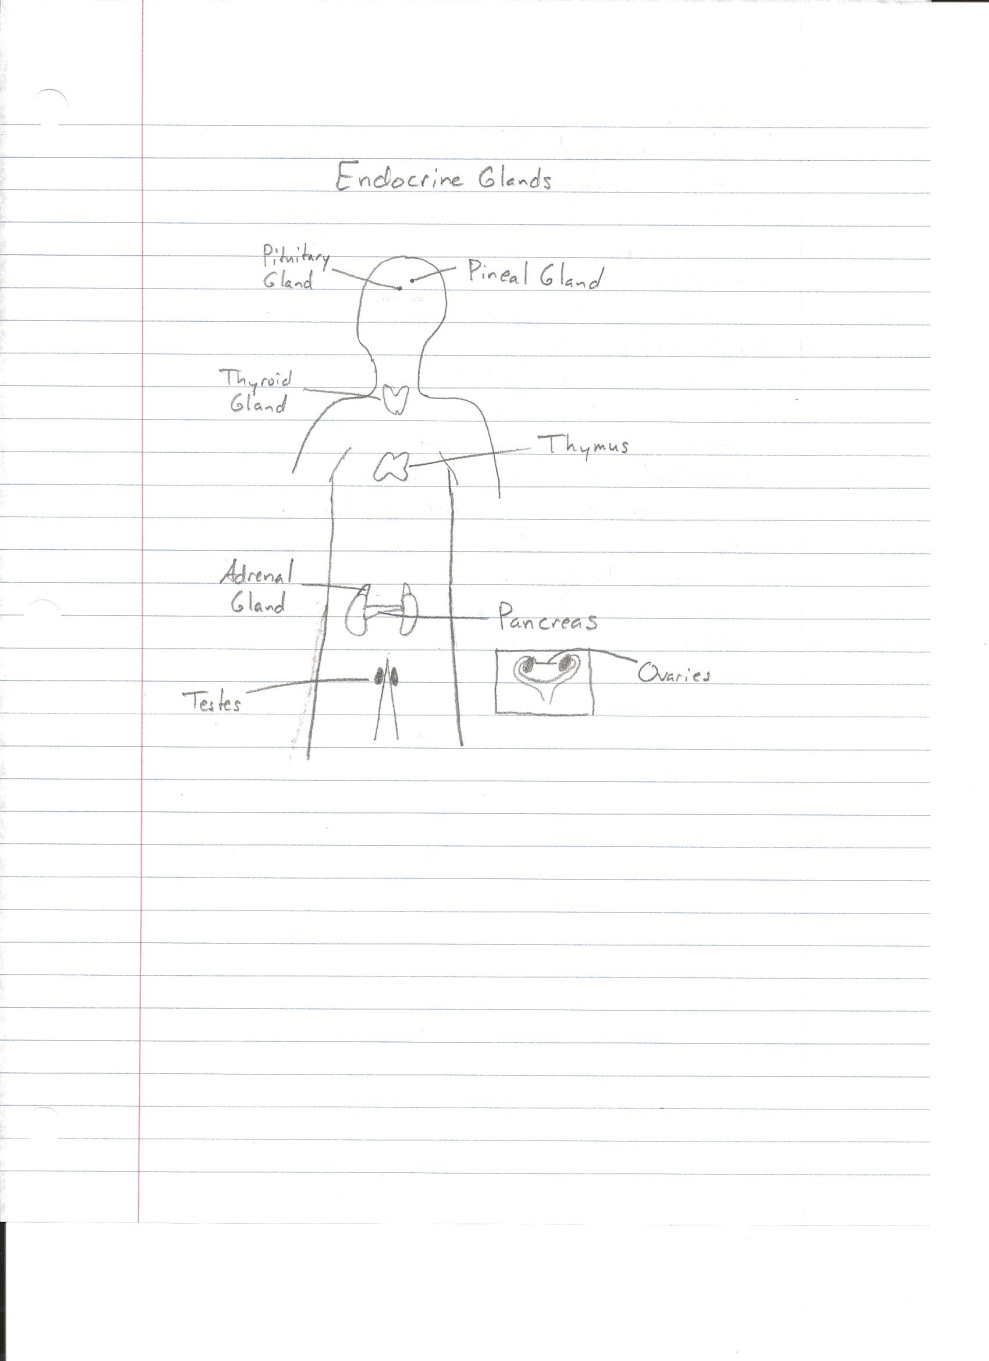 Endocrine Glands
Pituitary
Gland
Pineal Gland
Thyroid
Gland
Thymus
Adrenal
Gland
Pancreas
Ovaries
Testes